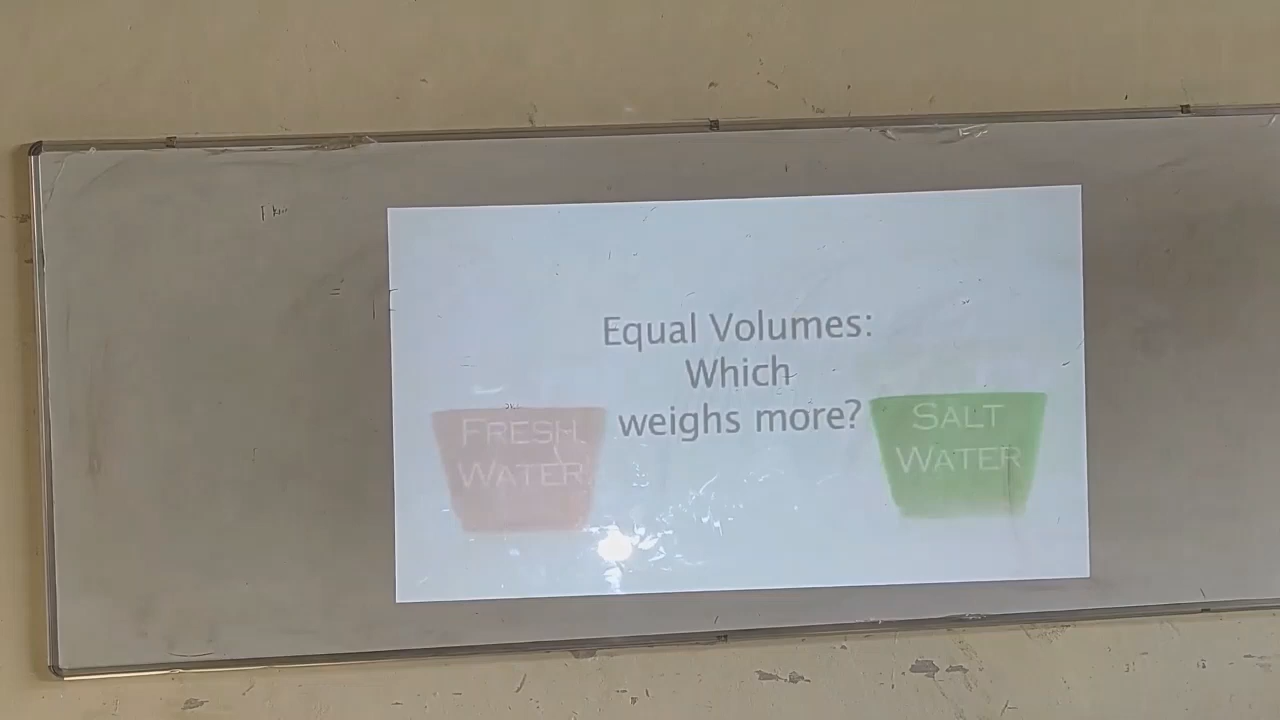 Equal Volumes:
Which
weighs more?
FRESH
WATER
SALT
WATER